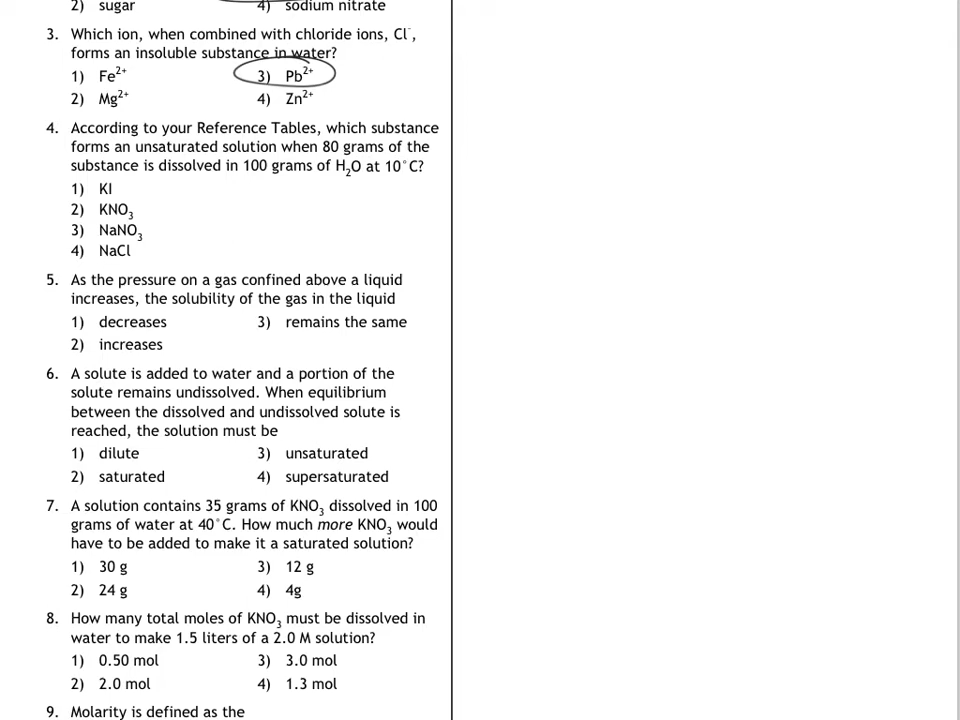 2) sugar 4) sodium nitrate
3. Which ion, when combined with chloride ions, Cl⁻,
forms an insoluble substance in water?
1) Fe²⁺ 3) Pb²⁺
2) Mg²⁺ 4) Zn²⁺
4. According to your Reference Tables, which substance
forms an unsaturated solution when 80 grams of the
substance is dissolved in 100 grams of H₂O at 10°C?
1) KI
2) KNO₃
3) NaNO₃
4) NaCl
5. As the pressure on a gas confined above a liquid
increases, the solubility of the gas in the liquid
1) decreases 3) remains the same
2) increases
6. A solute is added to water and a portion of the
solute remains undissolved. When equilibrium
between the dissolved and undissolved solute is
reached, the solution must be
1) dilute 3) unsaturated
2) saturated 4) supersaturated
7. A solution contains 35 grams of KNO₃ dissolved in 100
grams of water at 40°C. How much more KNO₃ would
have to be added to make it a saturated solution?
1) 30 g 3) 12 g
2) 24 g 4) 4g
8. How many total moles of KNO₃ must be dissolved in
water to make 1.5 liters of a 2.0 M solution?
1) 0.50 mol 3) 3.0 mol
2) 2.0 mol 4) 1.3 mol
9. Molarity is defined as the